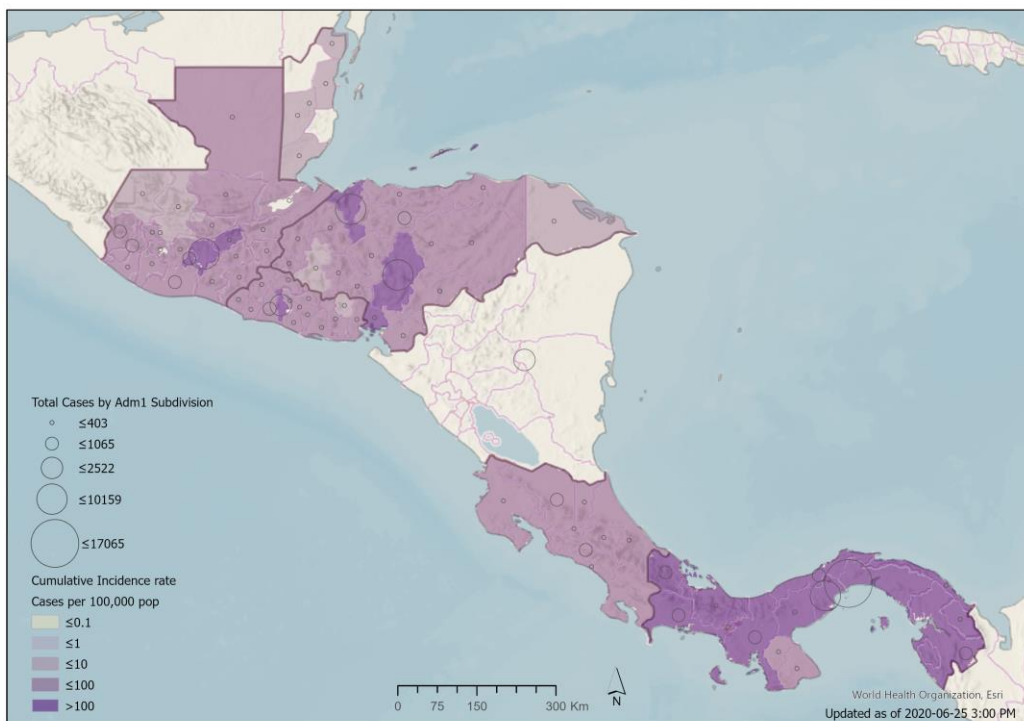 Total Cases by Adm1 Subdivision
≤403
≤1065
≤2522
≤10159
≤17065
Cumulative Incidence rate
Cases per 100,000 pop
≤0.1
≤1
≤10
≤100
>100
0 75 150 300 Km
N
World Health Organization, Esri
Updated as of 2020-06-25 3:00 PM